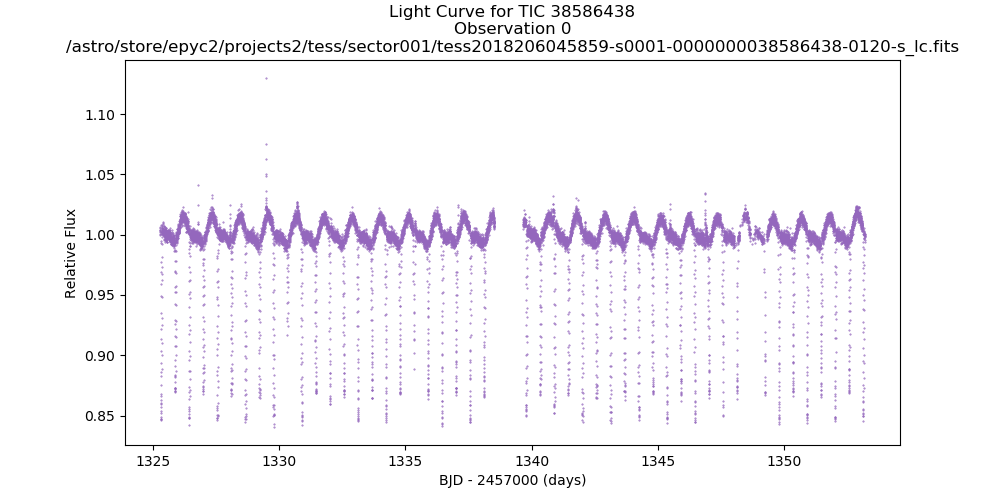 Light Curve for TIC 38586438
Observation 0
/astro/store/epyc2/projects2/tess/sector001/tess2018206045859-s0001-0000000038586438-0120-s_lc.fits
Relative Flux
1.10
1.05
1.00
0.95
0.90
0.85
1325
1330
1335
1340
1345
1350
BJD - 2457000 (days)